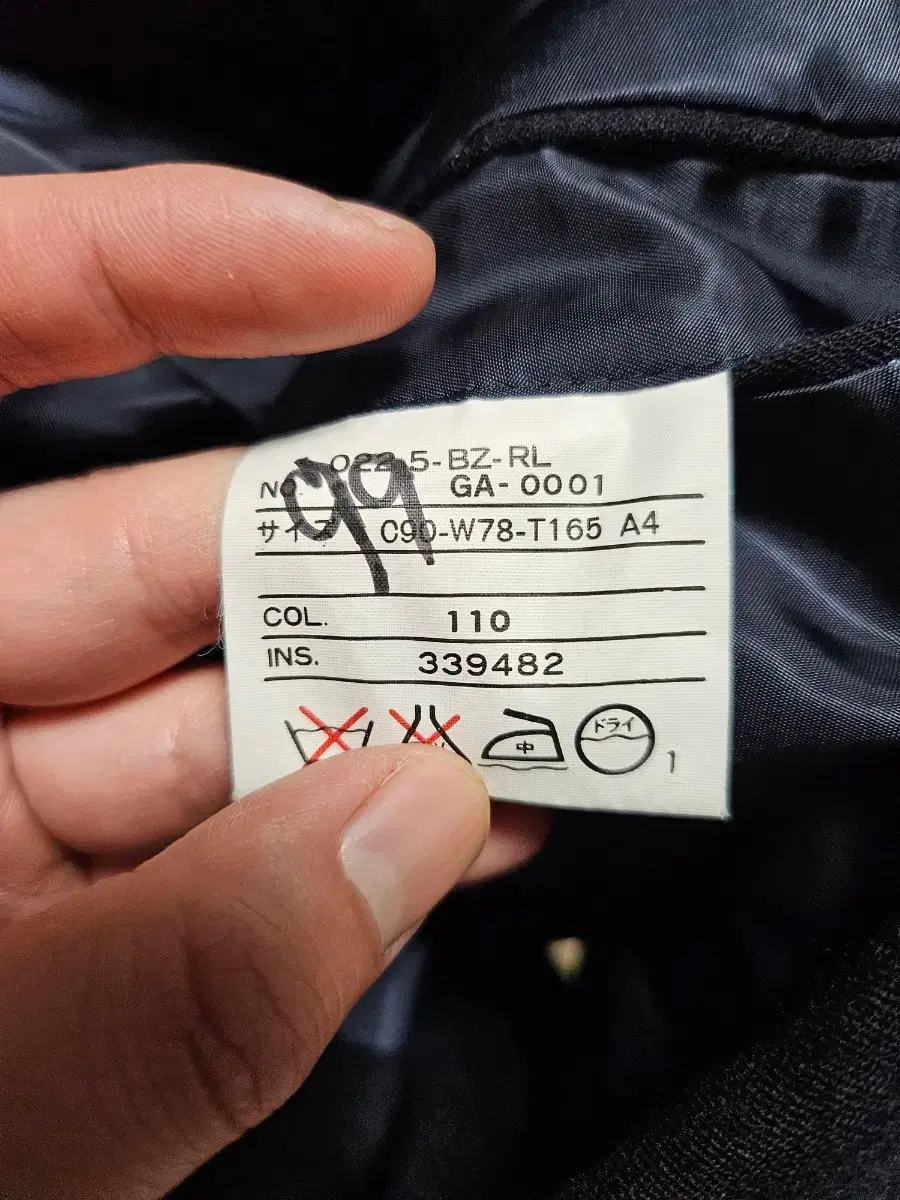 022.5-BZ-RL
No. GA-0001
99
サイズ C90-W78-T165 A4
COL. 110
INS. 339482
中 ドライ 1